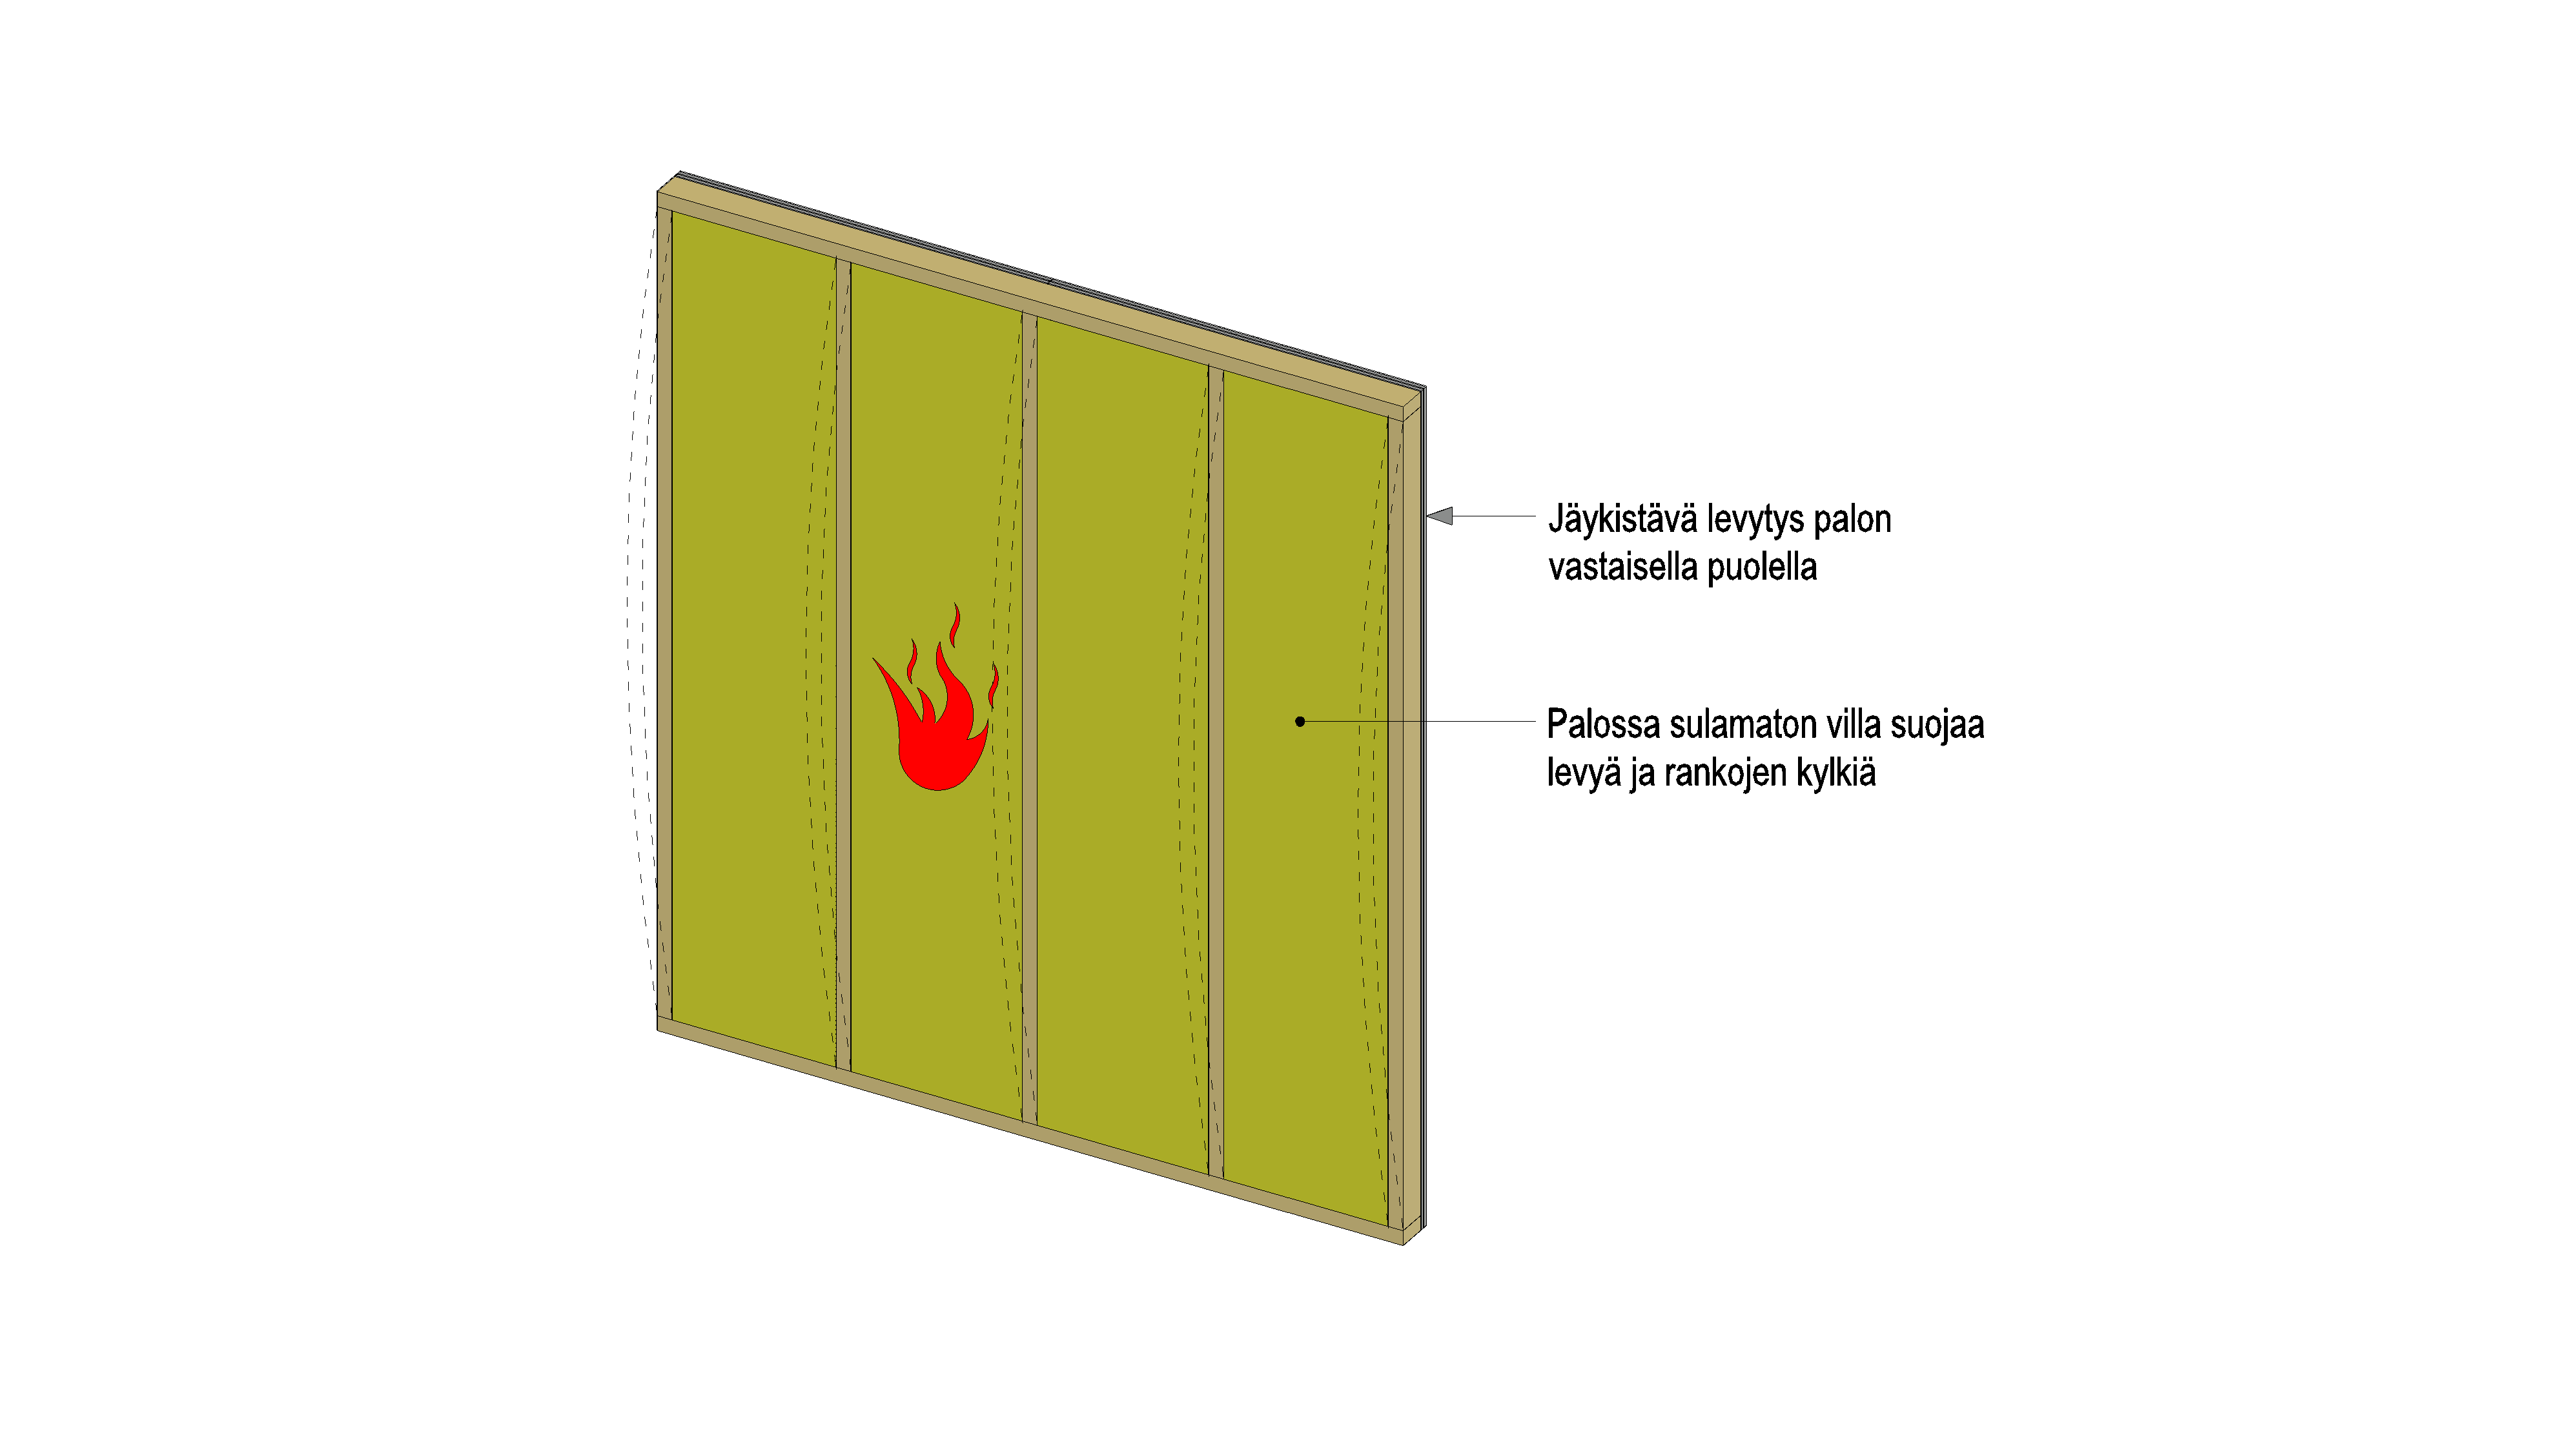 Jäykistävä levytys palon
vastaisella puolella
Palossa sulamaton villa suojaa
levyä ja rankojen kylkiä